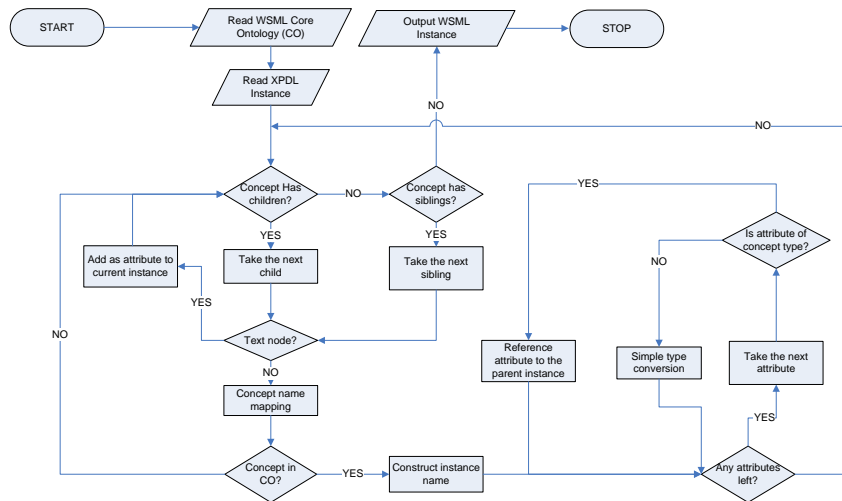 START
Read WSML Core
Ontology (CO)
Output WSML
Instance
STOP
Read XPDL
Instance
NO
NO
Concept Has
children?
NO
Concept has
siblings?
YES
Is attribute of
concept type?
YES
YES
Add as attribute to
current instance
Take the next
child
Take the next
sibling
NO
YES
NO
Text node?
Reference
attribute to the
parent instance
Simple type
conversion
Take the next
attribute
NO
Concept name
mapping
YES
Concept in
CO?
YES
Construct instance
name
Any attributes
left?
NO